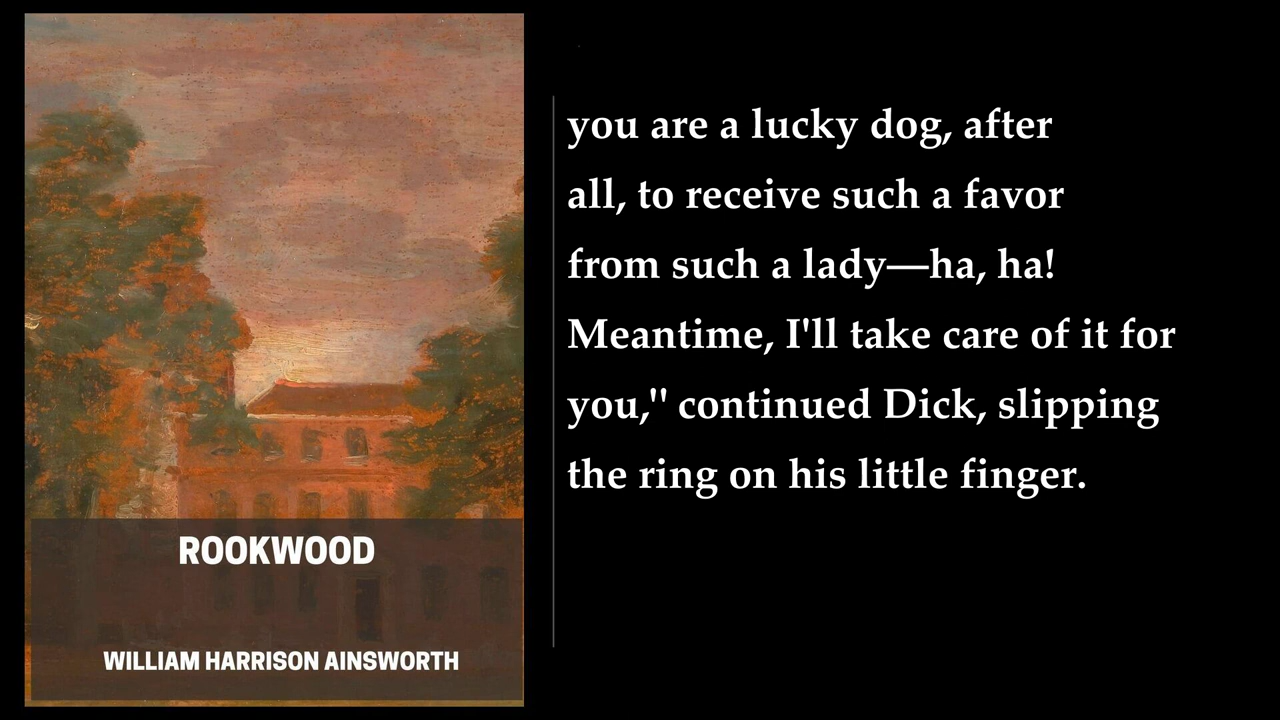 ROOKWOOD
WILLIAM HARRISON AINSWORTH
you are a lucky dog, after
all, to receive such a favor
from such a lady—ha, ha!
Meantime, I'll take care of it for
you," continued Dick, slipping
the ring on his little finger.